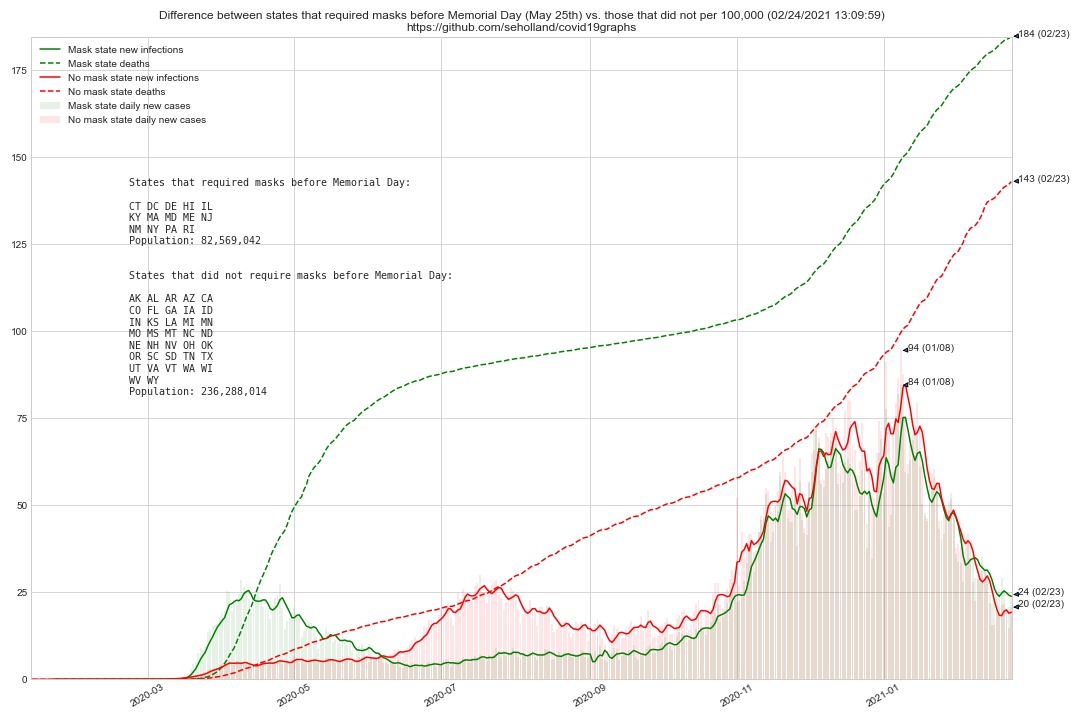 Difference between states that required masks before Memorial Day (May 25th) vs. those that did not per 100,000 (02/24/2021 13:09:59)
https://github.com/seholland/covid19graphs
Mask state new infections
Mask state deaths
No mask state new infections
No mask state deaths
Mask state daily new cases
No mask state daily new cases
States that required masks before Memorial Day:
CT DC DE HI IL
KY MA MD ME NJ
NM NY PA RI
Population: 82,569,042
States that did not require masks before Memorial Day:
AK AL AR AZ CA
CO FL GA IA ID
IN KS LA MI MN
MO MS MT NC ND
NE NH NV OH OK
OR SC SD TN TX
UT VA VT WA WI
WV WY
Population: 236,288,014
184 (02/23)
143 (02/23)
94 (01/08)
84 (01/08)
24 (02/23)
20 (02/23)
175
150
125
100
75
50
25
0
2020-03
2020-05
2020-07
2020-09
2020-11
2021-01